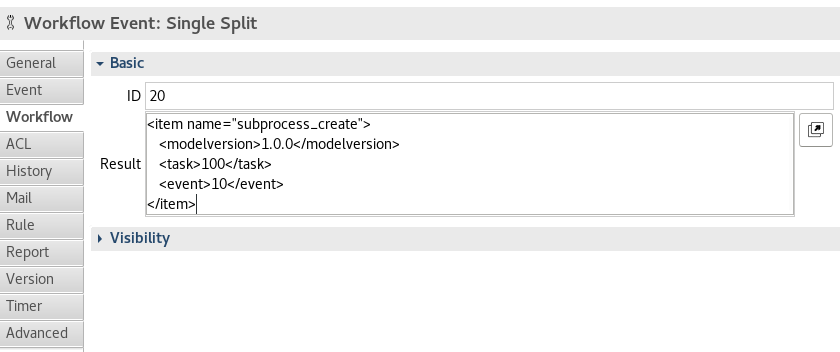 Workflow Event: Single Split
General
Event
Workflow
ACL
History
Mail
Rule
Report
Version
Timer
Advanced
Basic
ID 20
Result
<item name="subprocess_create">
<modelversion>1.0.0</modelversion>
<task>100</task>
<event>10</event>
</item>
Visibility